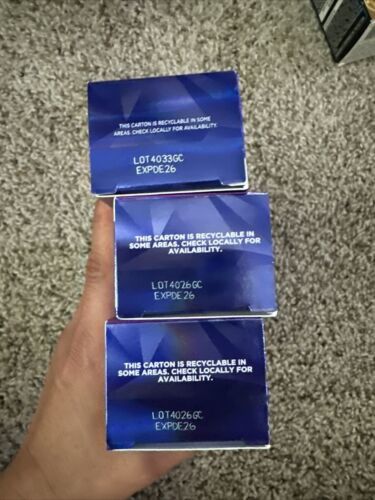 THIS CARTON IS RECYCLABLE IN SOME
AREAS. CHECK LOCALLY FOR AVAILABILITY.
LOT4033GC
EXPDE26
THIS CARTON IS RECYCLABLE IN
SOME AREAS. CHECK LOCALLY FOR
AVAILABILITY.
LOT4026GC
EXPDE26
THIS CARTON IS RECYCLABLE IN
SOME AREAS. CHECK LOCALLY FOR
AVAILABILITY.
LOT4026GC
EXPDE26